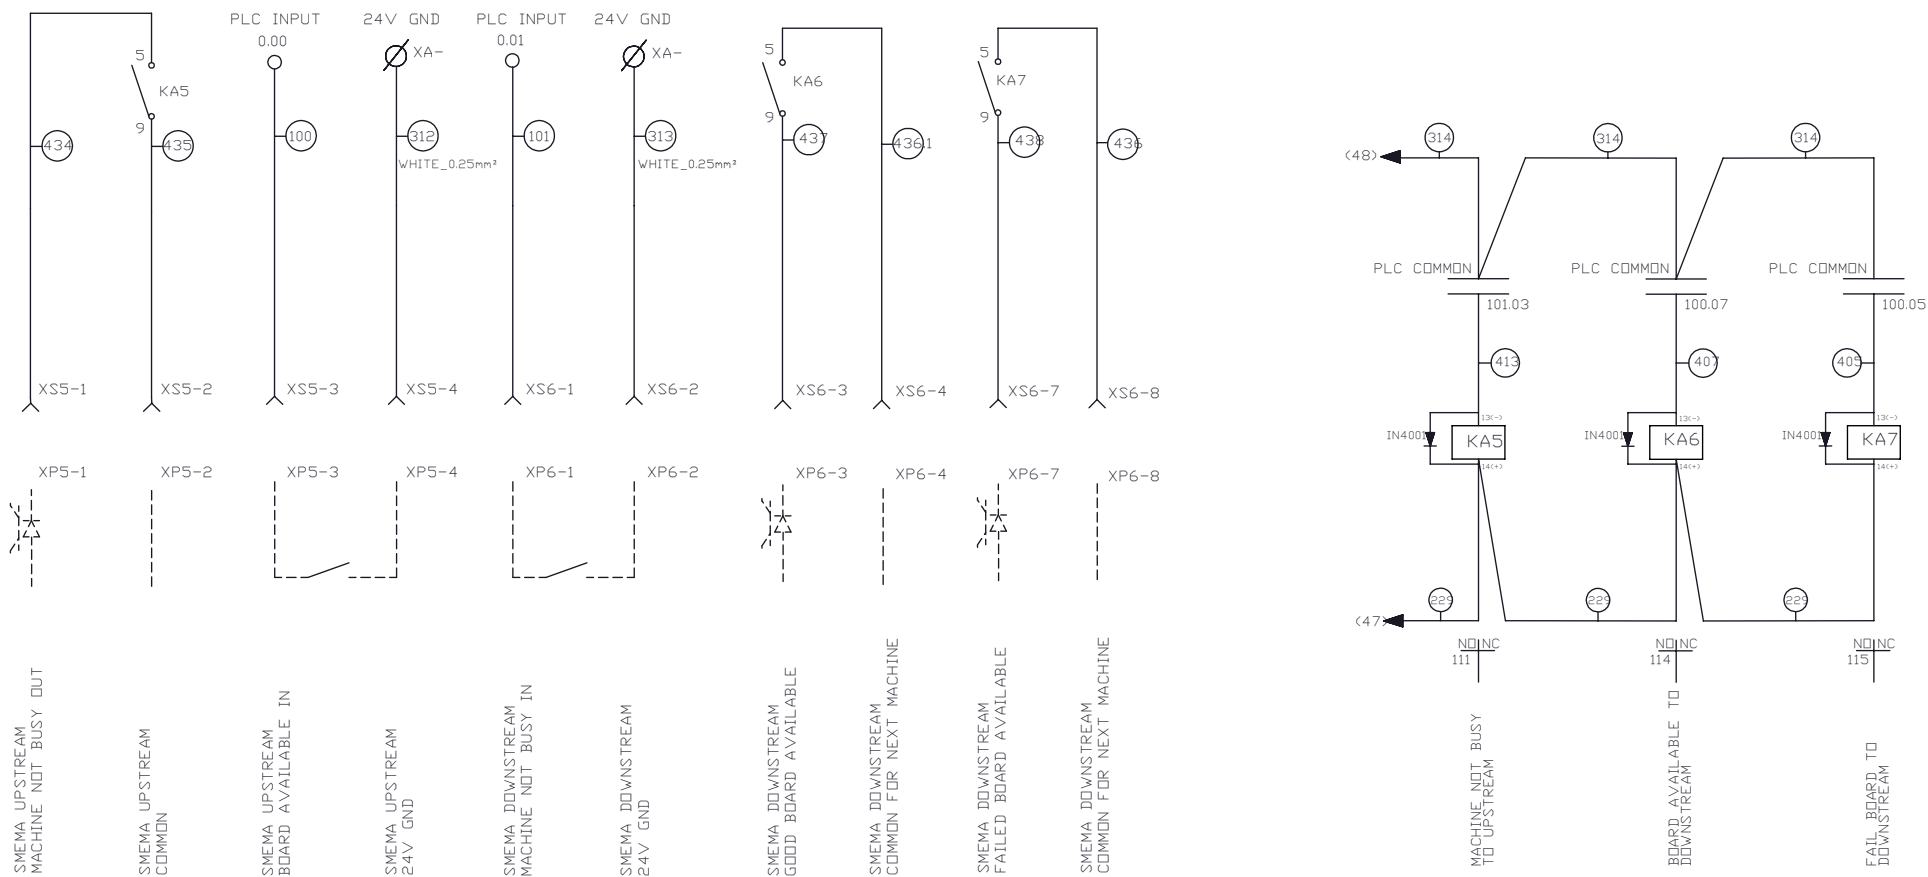 PLC INPUT
0.00
24V GND
XA-
PLC INPUT
0.01
24V GND
XA-
5
KA5
9
5
KA6
9
5
KA7
9
434
435
100
312
WHITE_0.25mm²
101
313
WHITE_0.25mm²
437
436.1
438
436
XS5-1
XS5-2
XS5-3
XS5-4
XS6-1
XS6-2
XS6-3
XS6-4
XS6-7
XS6-8
XP5-1
XP5-2
XP5-3
XP5-4
XP6-1
XP6-2
XP6-3
XP6-4
XP6-7
XP6-8
SMEMA UPSTREAM
MACHINE NOT BUSY OUT
SMEMA UPSTREAM
COMMON
SMEMA UPSTREAM
BOARD AVAILABLE IN
SMEMA UPSTREAM
24V GND
SMEMA DOWNSTREAM
MACHINE NOT BUSY IN
SMEMA DOWNSTREAM
24V GND
SMEMA DOWNSTREAM
GOOD BOARD AVAILABLE
SMEMA DOWNSTREAM
COMMON FOR NEXT MACHINE
SMEMA DOWNSTREAM
FAILED BOARD AVAILABLE
SMEMA DOWNSTREAM
COMMON FOR NEXT MACHINE
314
314
314
(48)
PLC COMMON
PLC COMMON
PLC COMMON
101.03
100.07
100.05
413
407
405
13(-)
13(-)
13(-)
IN4001
KA5
IN4001
KA6
IN4001
KA7
14(+)
14(+)
14(+)
229
229
229
(47)
NO NC
111
NO NC
114
NO NC
115
MACHINE NOT BUSY
TO UPSTREAM
BOARD AVAILABLE TO
DOWNSTREAM
FAIL BOARD TO
DOWNSTREAM